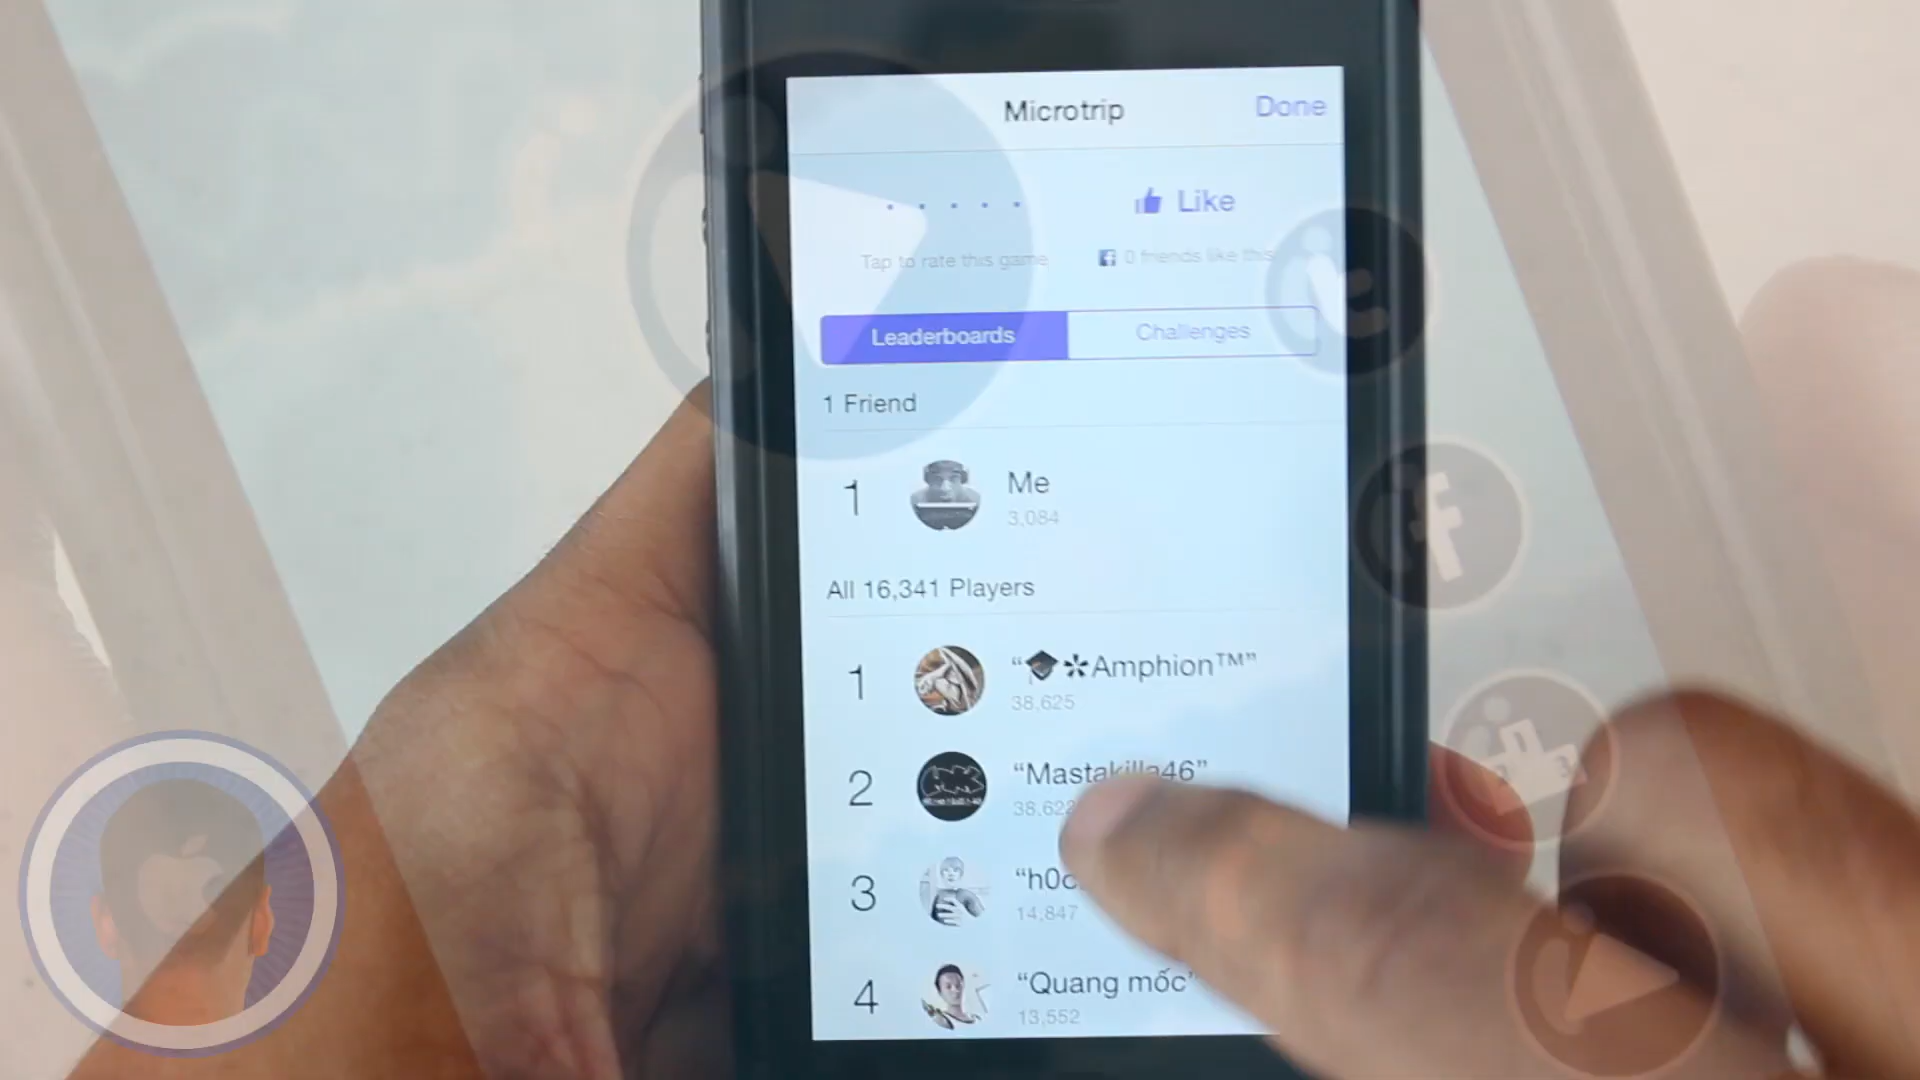 Microtrip
Done
Like
Tap to rate this game
0 friends like this
Leaderboards
Challenges
1 Friend
1
Me
3,084
All 16,341 Players
1
“🎓✲Amphion™”
38,625
2
“Mastakilla46”
38,622
3
14,847
4
“Quang mốc”
13,552